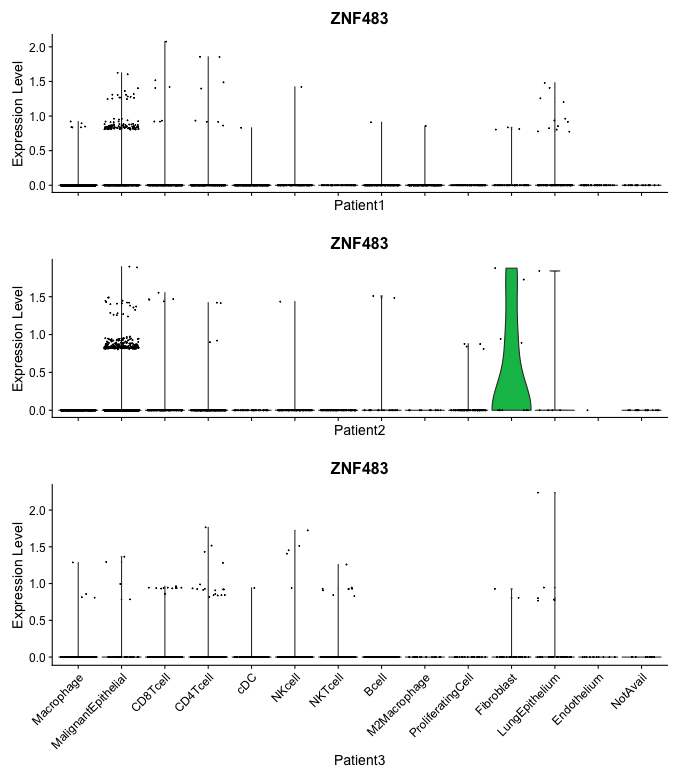 ZNF483
Expression Level
2.0
1.5
1.0
0.5
0.0
Patient1
ZNF483
Expression Level
1.5
1.0
0.5
0.0
Patient2
ZNF483
Expression Level
2.0
1.5
1.0
0.5
0.0
Macrophage
MalignantEpithelial
CD8Tcell
CD4Tcell
cDC
NKcell
NKTcell
Bcell
M2Macrophage
ProliferatingCell
Fibroblast
LungEpithelium
Endothelium
NotAvail
Patient3